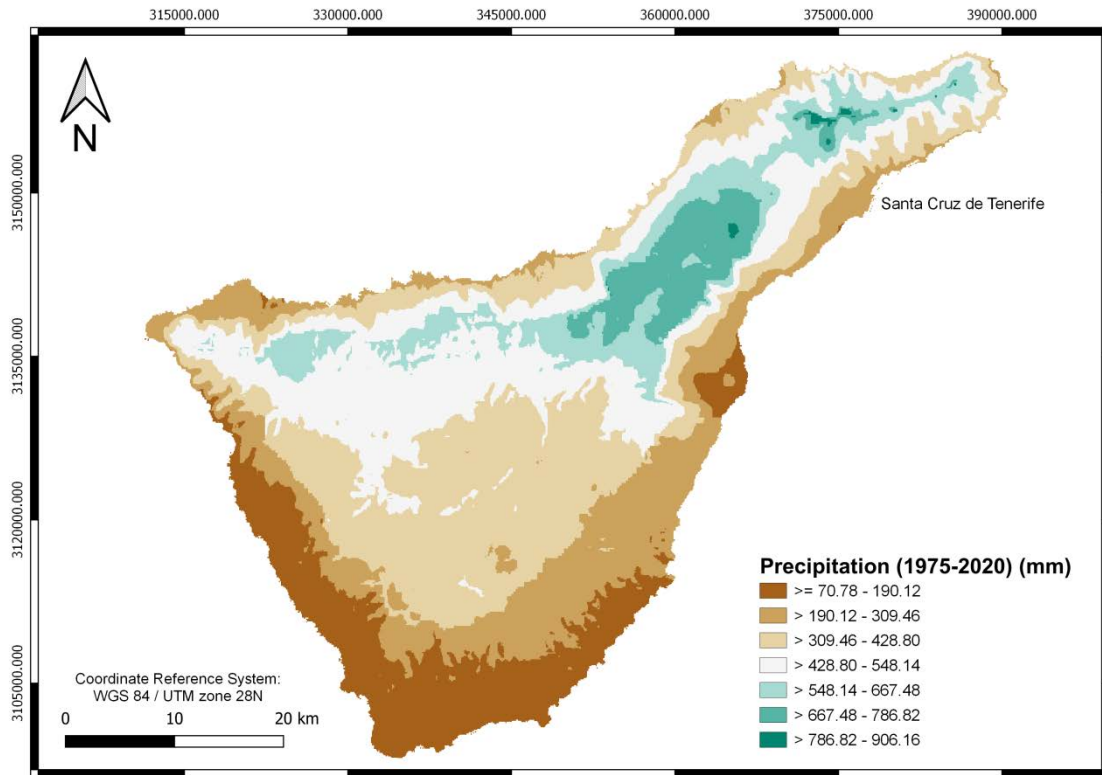 315000.000 330000.000 345000.000 360000.000 375000.000 390000.000
N
3150000.000
Santa Cruz de Tenerife
3135000.000
3120000.000
Precipitation (1975-2020) (mm)
>= 70.78 - 190.12
> 190.12 - 309.46
> 309.46 - 428.80
> 428.80 - 548.14
> 548.14 - 667.48
> 667.48 - 786.82
> 786.82 - 906.16
3105000.000
Coordinate Reference System:
WGS 84 / UTM zone 28N
0 10 20 km